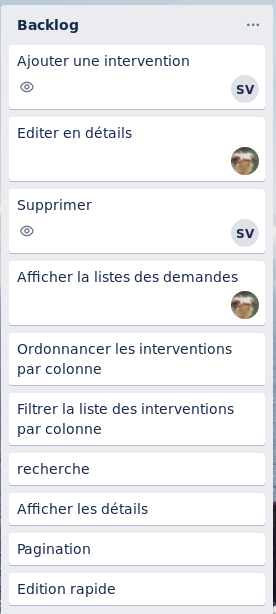 Backlog
Ajouter une intervention
SV
Editer en détails
Supprimer
SV
Afficher la listes des demandes
Ordonnancer les interventions
par colonne
Filtrer la liste des interventions
par colonne
recherche
Afficher les détails
Pagination
Edition rapide